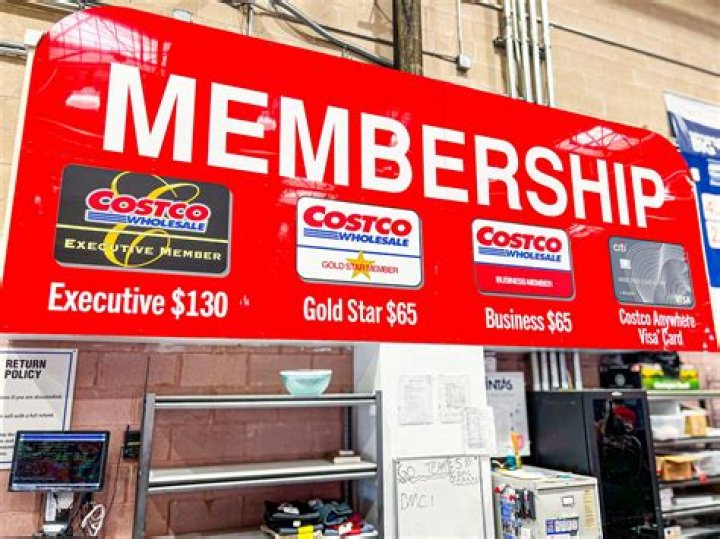 MEMBERSHIP
COSTCO
WHOLESALE
EXECUTIVE MEMBER
Executive $130
COSTCO
WHOLESALE
GOLD STAR MEMBER
Gold Star $65
COSTCO
WHOLESALE
BUSINESS MEMBER
Business $65
citi
VISA
Costco Anywhere
Visa® Card
RETURN
POLICY